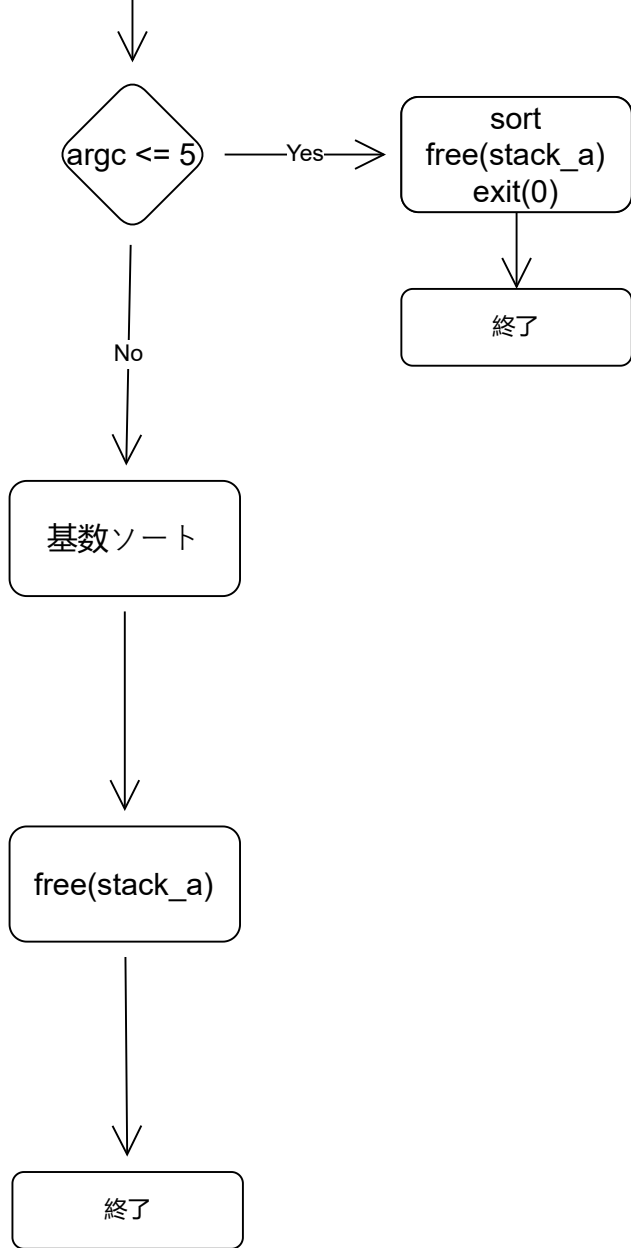 argc <= 5
Yes
sort
free(stack_a)
exit(0)
終了
No
基数ソート
free(stack_a)
終了